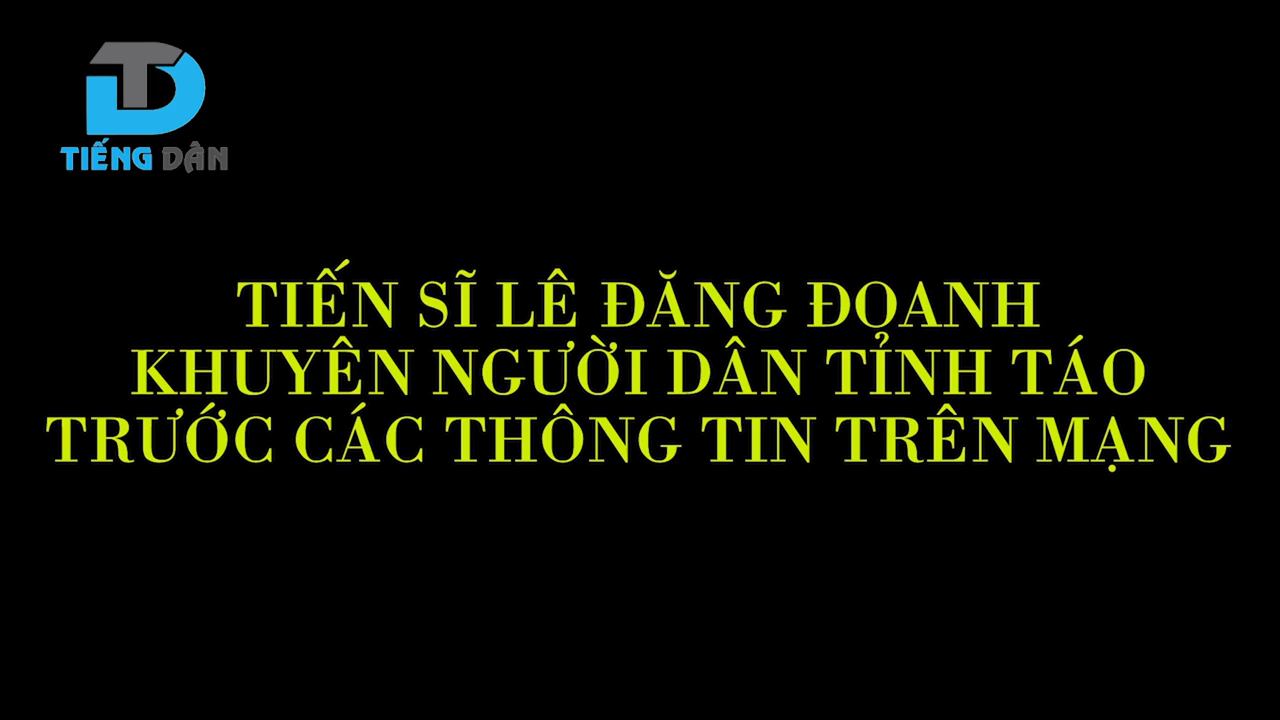 TIẾNG DÂN
TIẾN SĨ LÊ ĐĂNG DOANH
KHUYÊN NGƯỜI DÂN TỈNH TÁO
TRƯỚC CÁC THÔNG TIN TRÊN MẠNG